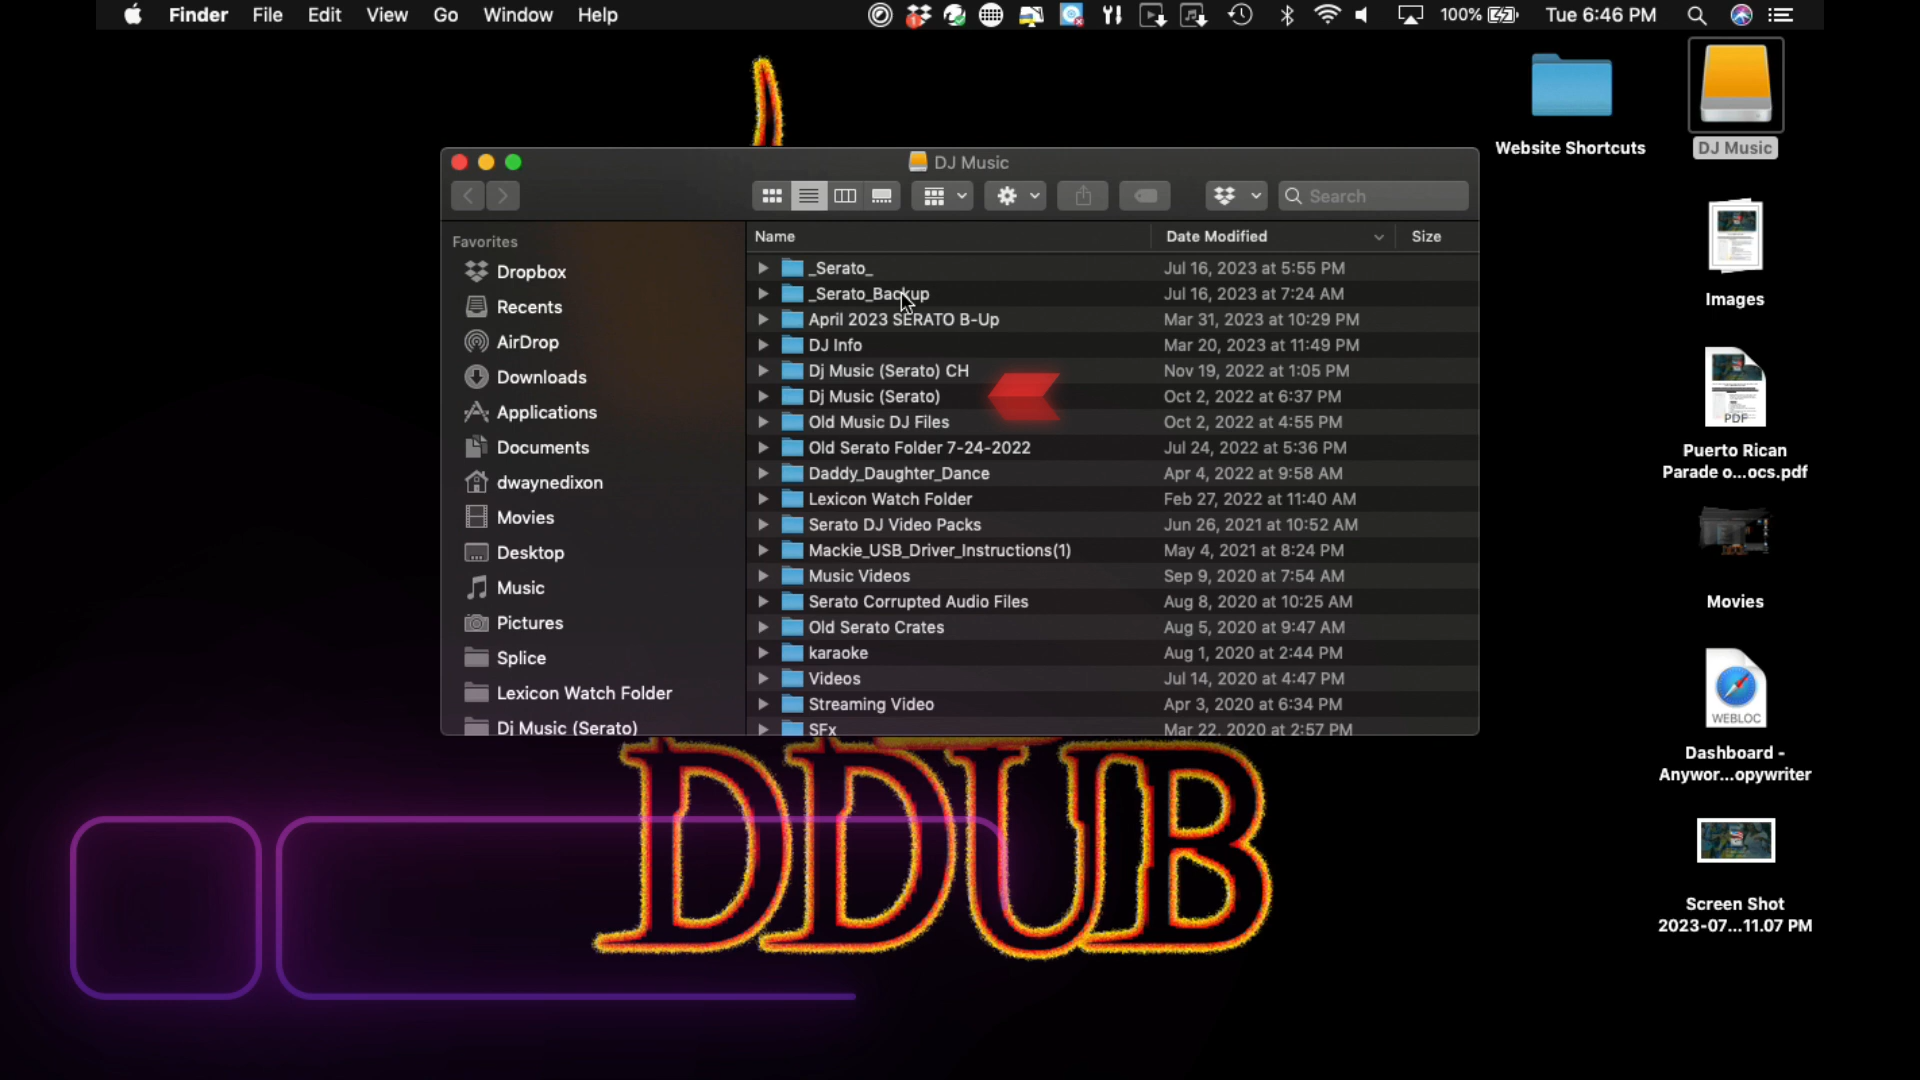 Finder File Edit View Go Window Help 1 100% Tue 6:46 PM
DJ Music
Search
Favorites
Dropbox
Recents
AirDrop
Downloads
Applications
Documents
dwaynedixon
Movies
Desktop
Music
Pictures
Splice
Lexicon Watch Folder
Dj Music (Serato)
Name Date Modified Size
_Serato_ Jul 16, 2023 at 5:55 PM
_Serato_Backup Jul 16, 2023 at 7:24 AM
April 2023 SERATO B-Up Mar 31, 2023 at 10:29 PM
DJ Info Mar 20, 2023 at 11:49 PM
Dj Music (Serato) CH Nov 19, 2022 at 1:05 PM
Dj Music (Serato) Oct 2, 2022 at 6:37 PM
Old Music DJ Files Oct 2, 2022 at 4:55 PM
Old Serato Folder 7-24-2022 Jul 24, 2022 at 5:36 PM
Daddy_Daughter_Dance Apr 4, 2022 at 9:58 AM
Lexicon Watch Folder Feb 27, 2022 at 11:40 AM
Serato DJ Video Packs Jun 26, 2021 at 10:52 AM
Mackie_USB_Driver_Instructions(1) May 4, 2021 at 8:24 PM
Music Videos Sep 9, 2020 at 7:54 AM
Serato Corrupted Audio Files Aug 8, 2020 at 10:25 AM
Old Serato Crates Aug 5, 2020 at 9:47 AM
karaoke Aug 1, 2020 at 2:44 PM
Videos Jul 14, 2020 at 4:47 PM
Streaming Video Apr 3, 2020 at 6:34 PM
SFx Mar 22, 2020 at 2:57 PM
Website Shortcuts
DJ Music
Images
PDF
Puerto Rican
Parade o...ocs.pdf
Movies
WEBLOC
Dashboard -
Anywor...opywriter
Screen Shot
2023-07...11.07 PM
DDUB